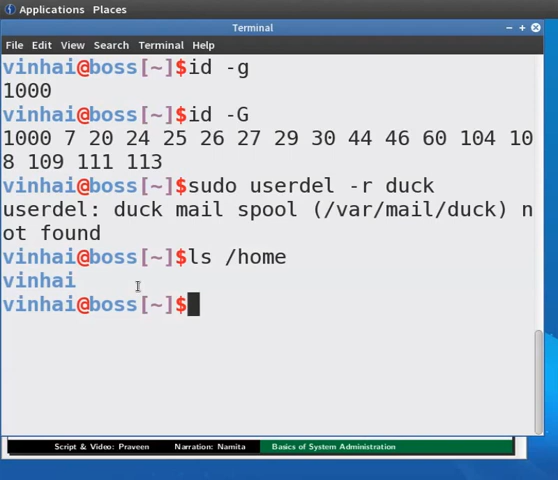 Applications Places
Terminal
File Edit View Search Terminal Help
vinhai@boss[~]$id -g
1000
vinhai@boss[~]$id -G
1000 7 20 24 25 26 27 29 30 44 46 60 104 10
8 109 111 113
vinhai@boss[~]$sudo userdel -r duck
userdel: duck mail spool (/var/mail/duck) n
ot found
vinhai@boss[~]$ls /home
vinhai
vinhai@boss[~]$
Script & Video: Praveen Narration: Namita Basics of System Administration